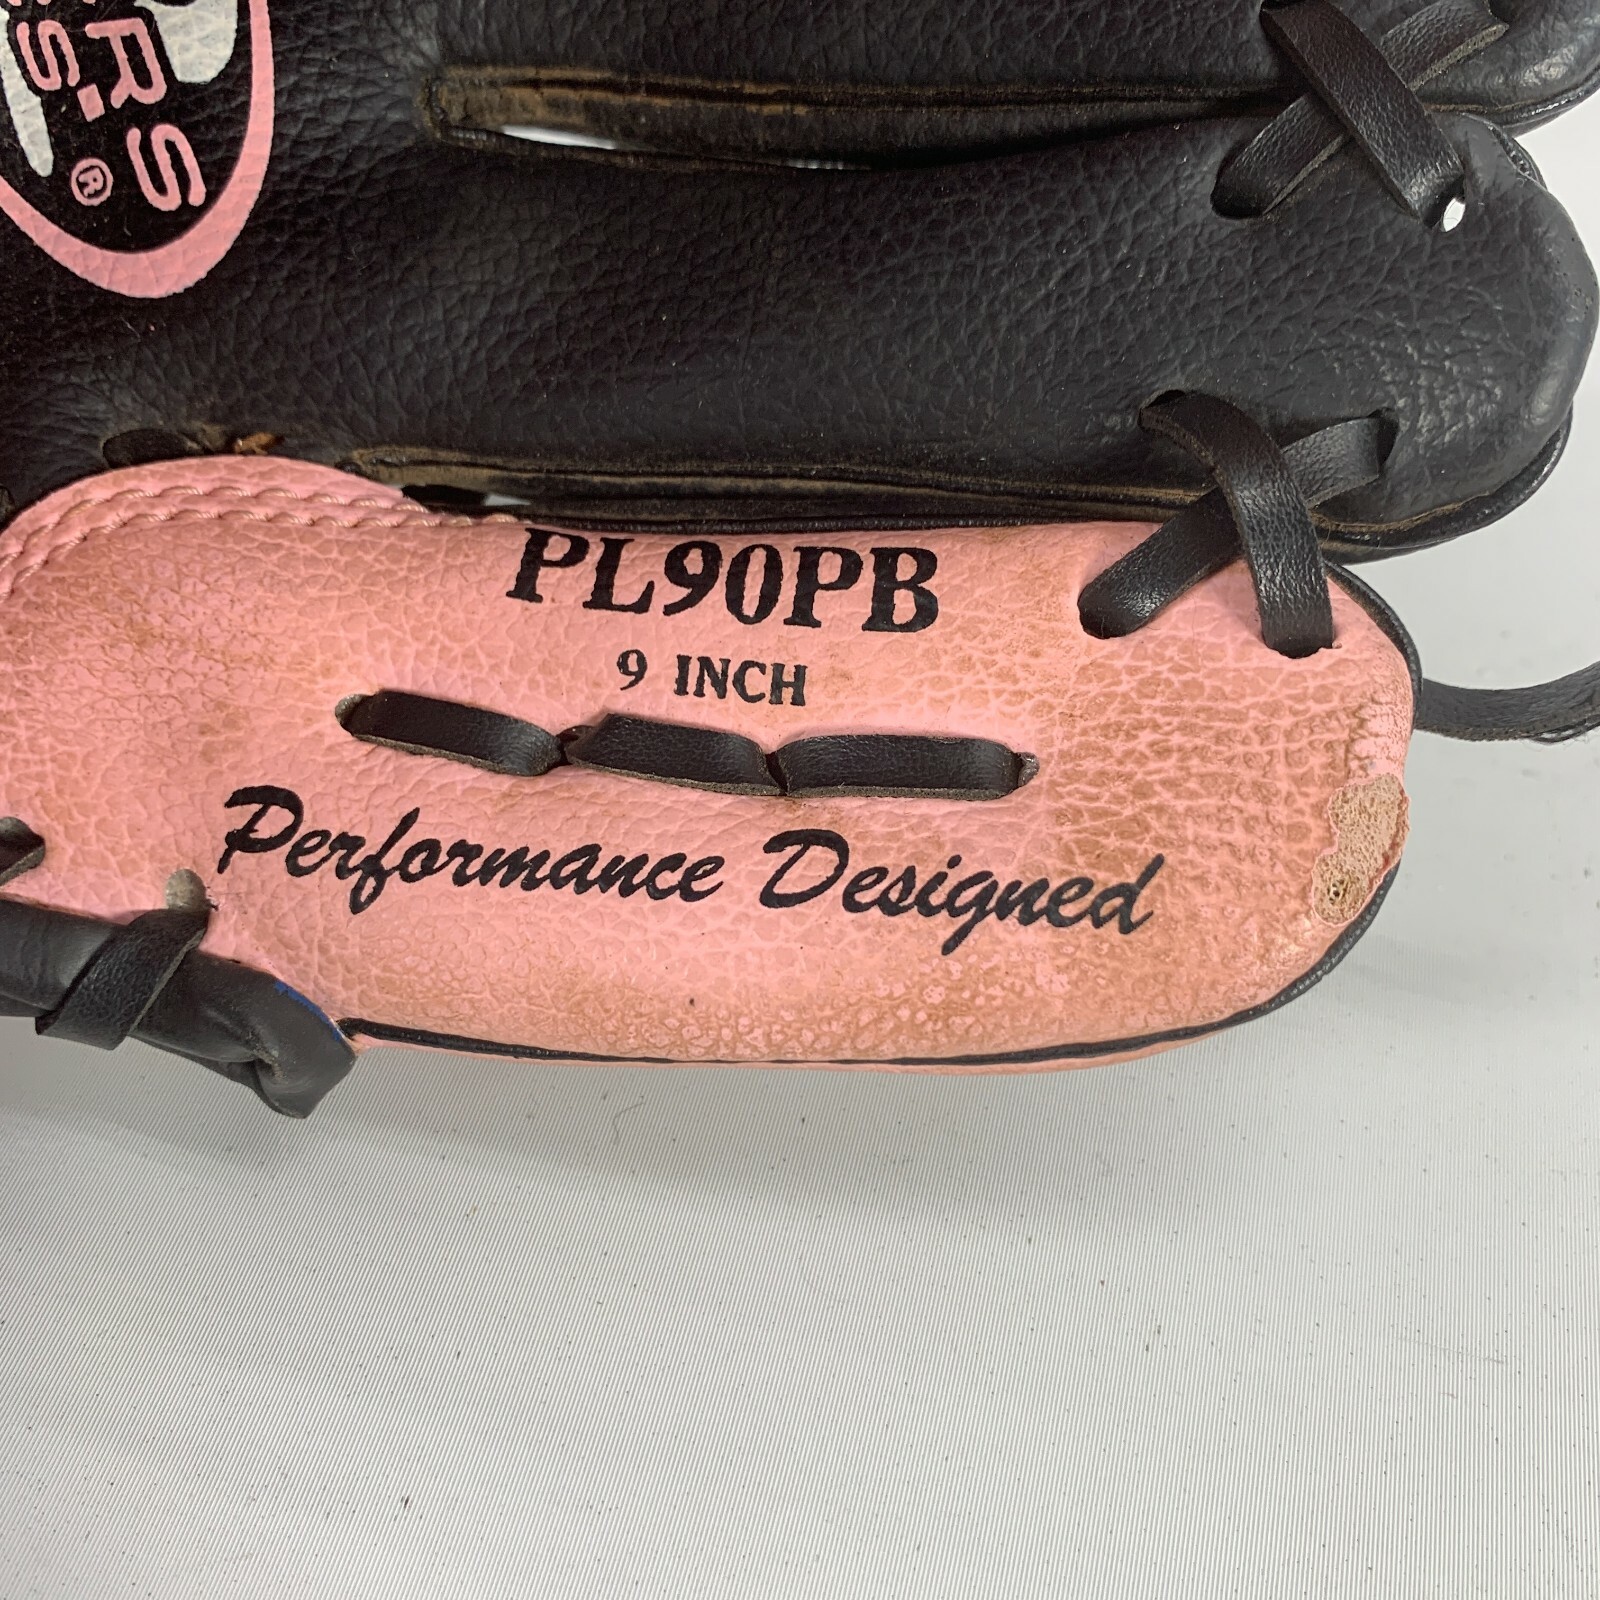 PL90PB
9 INCH
Performance Designed
®